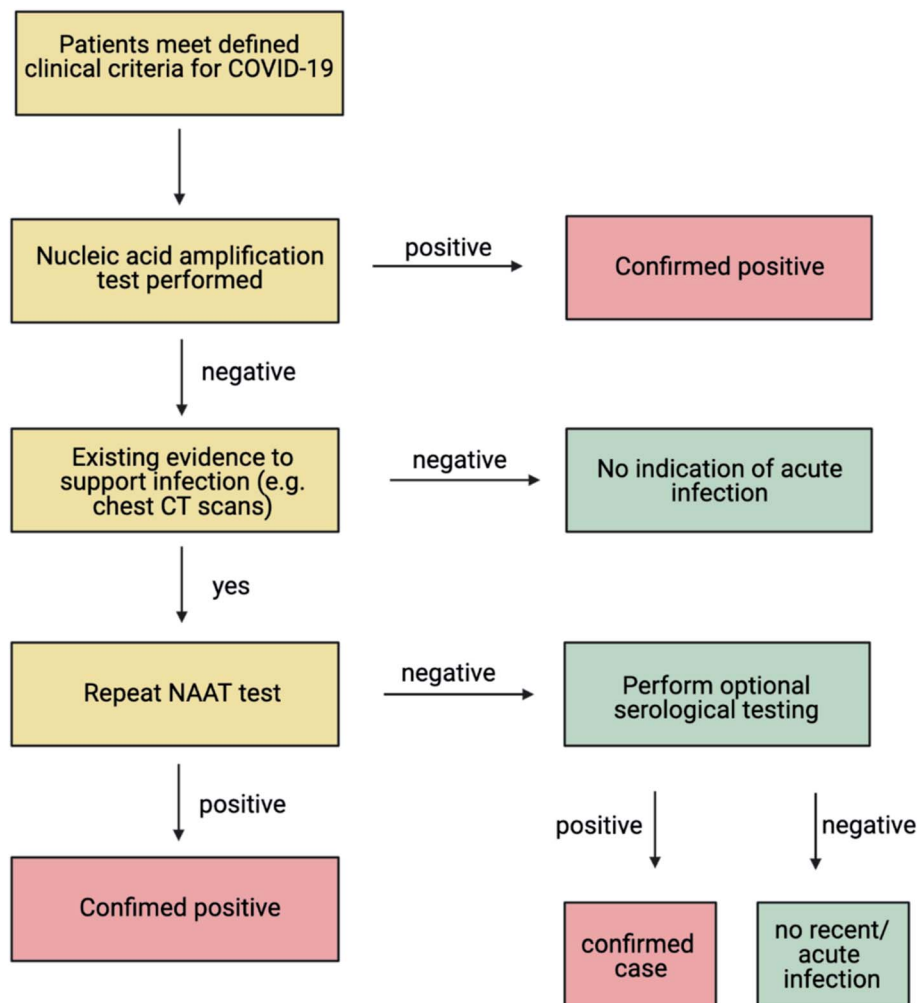 Patients meet defined
clinical criteria for COVID-19
Nucleic acid amplification
test performed
positive
Confirmed positive
negative
Existing evidence to
support infection (e.g.
chest CT scans)
negative
No indication of acute
infection
yes
Repeat NAAT test
negative
Perform optional
serological testing
positive
Confimed positive
positive
negative
confirmed
case
no recent/
acute
infection